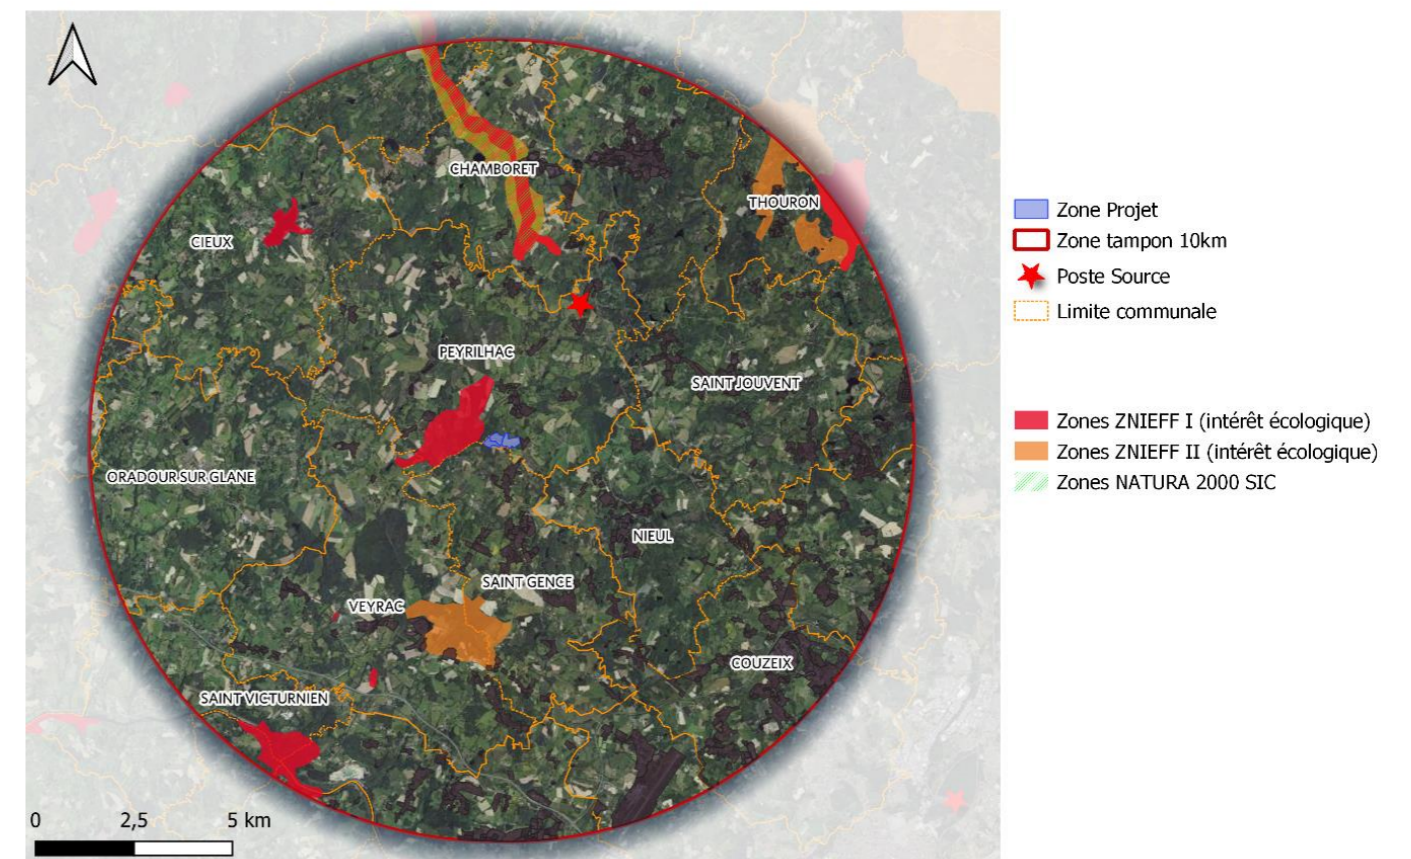 CHAMBORET
THOURON
CIEUX
PEYRILHAC
SAINT JOUVENT
ORADOUR SUR GLANE
NIEUL
SAINT GENCE
VEYRAC
COUZEIX
SAINT VICTURNIEN
0 2,5 5 km
Zone Projet
Zone tampon 10km
Poste Source
Limite communale
Zones ZNIEFF I (intérêt écologique)
Zones ZNIEFF II (intérêt écologique)
Zones NATURA 2000 SIC